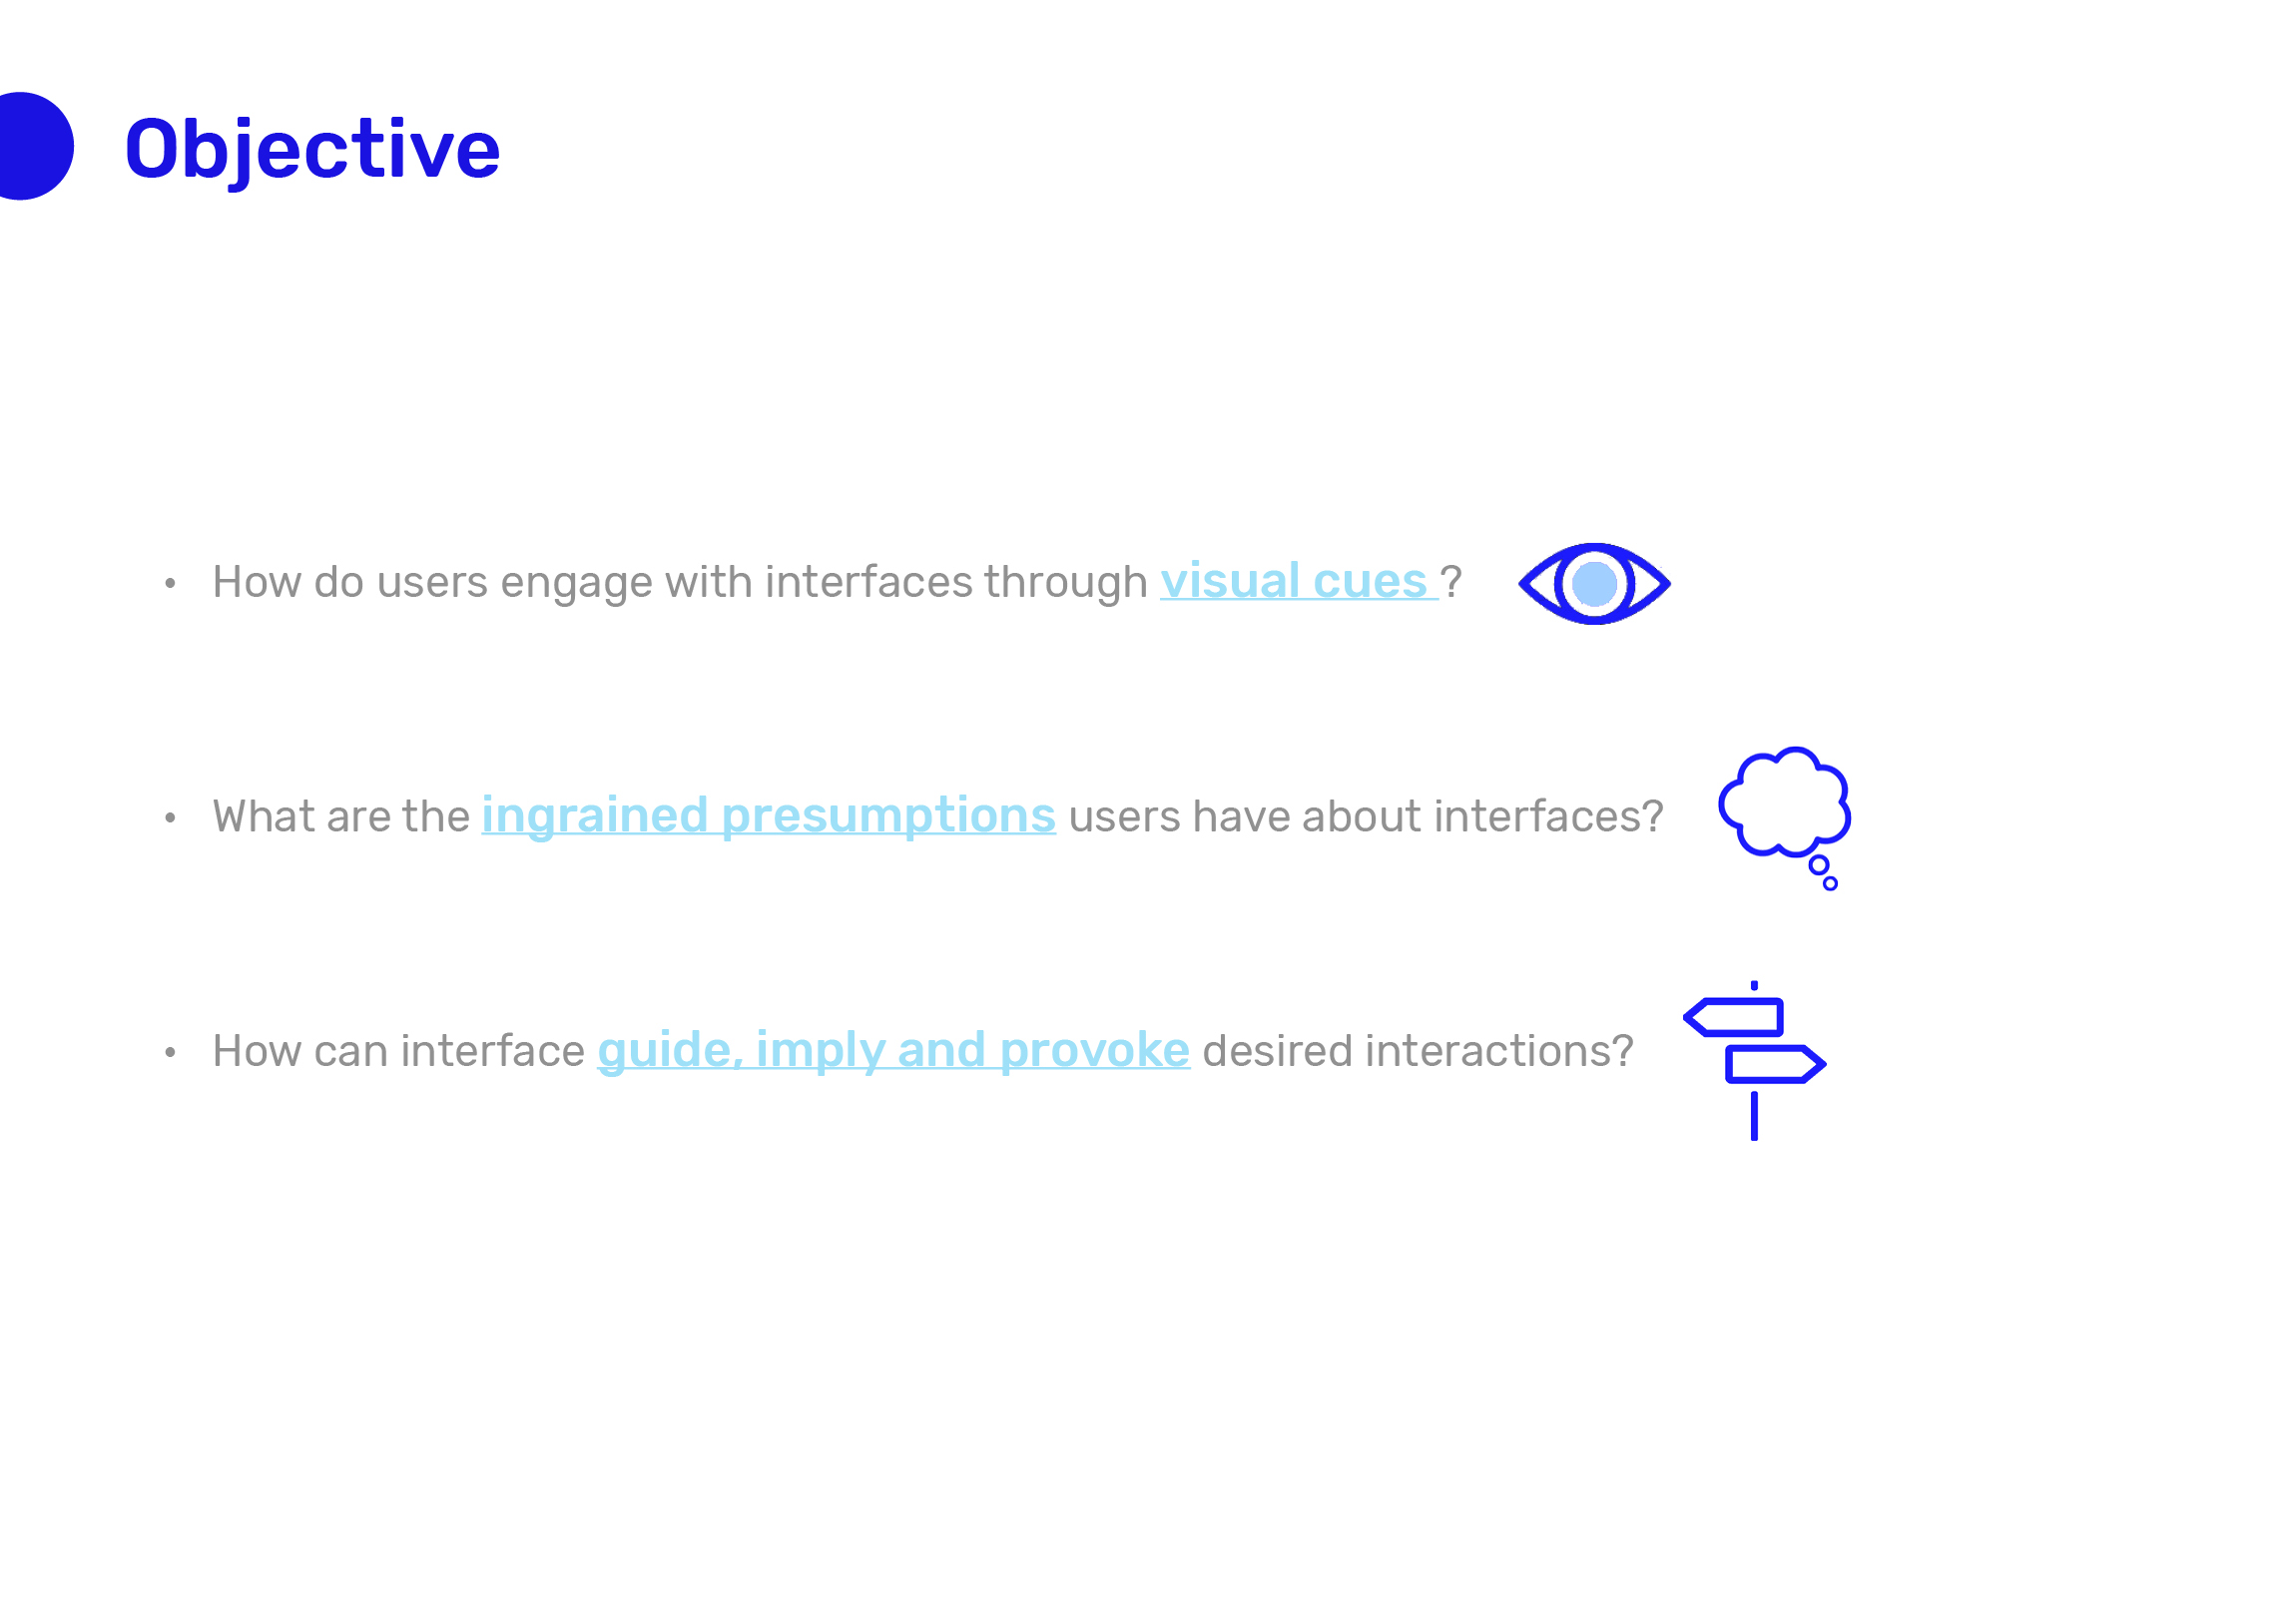 Objective
• How do users engage with interfaces through visual cues ?
• What are the ingrained presumptions users have about interfaces?
• How can interface guide, imply and provoke desired interactions?